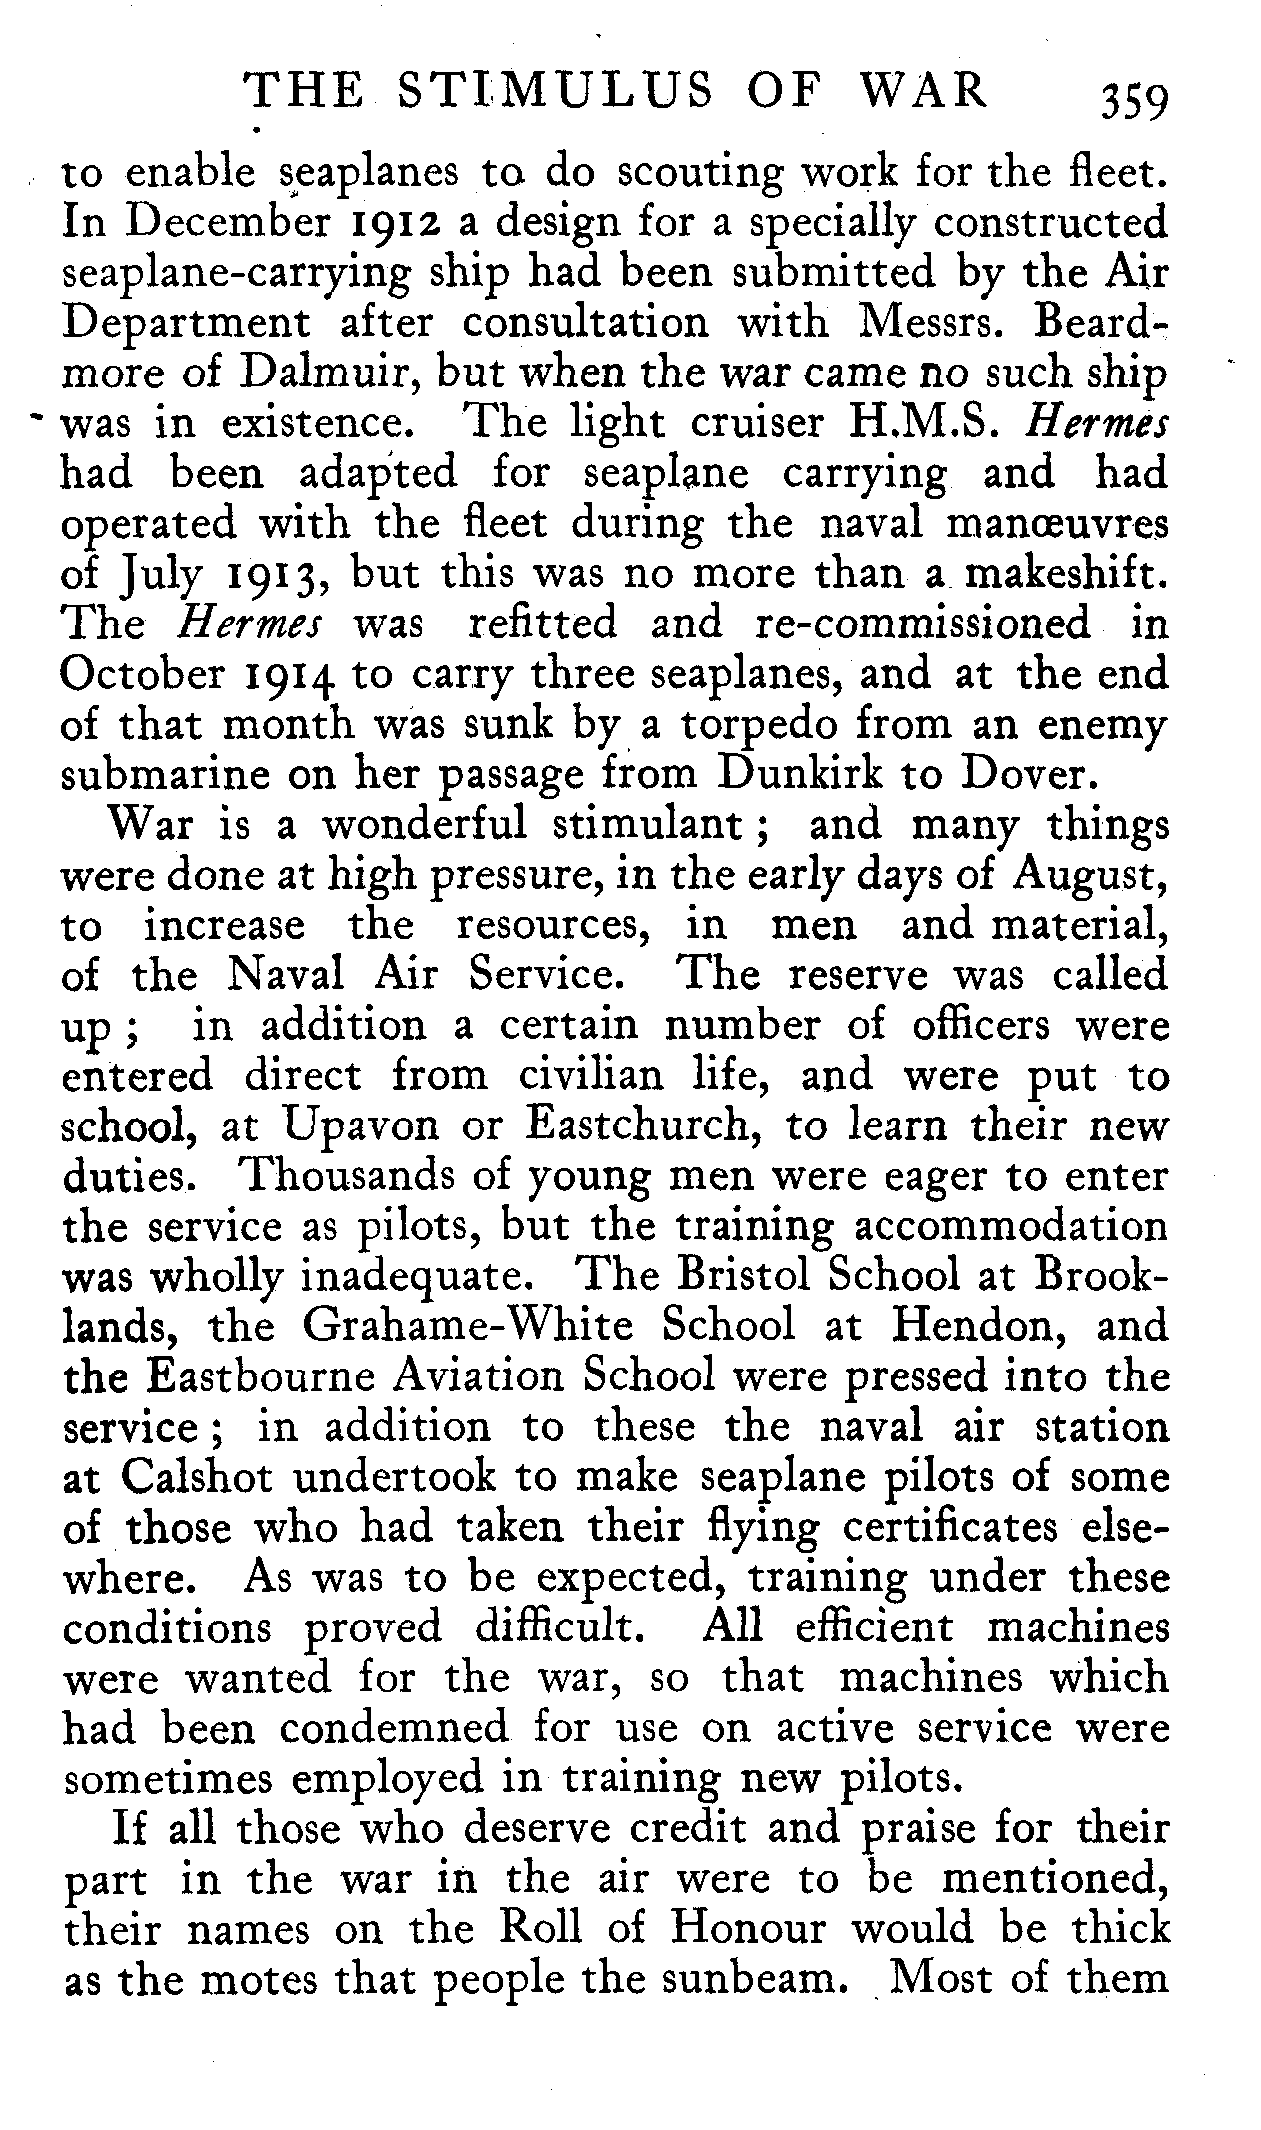 THE STIMULUS OF WAR 359
to enable seaplanes to do scouting work for the fleet.
In December 1912 a design for a specially constructed
seaplane-carrying ship had been submitted by the Air
Department after consultation with Messrs. Beard-
more of Dalmuir, but when the war came no such ship
was in existence. The light cruiser H.M.S. Hermes
had been adapted for seaplane carrying and had
operated with the fleet during the naval manœuvres
of July 1913, but this was no more than a makeshift.
The Hermes was refitted and re-commissioned in
October 1914 to carry three seaplanes, and at the end
of that month was sunk by a torpedo from an enemy
submarine on her passage from Dunkirk to Dover.
War is a wonderful stimulant ; and many things
were done at high pressure, in the early days of August,
to increase the resources, in men and material,
of the Naval Air Service. The reserve was called
up ; in addition a certain number of officers were
entered direct from civilian life, and were put to
school, at Upavon or Eastchurch, to learn their new
duties. Thousands of young men were eager to enter
the service as pilots, but the training accommodation
was wholly inadequate. The Bristol School at Brook-
lands, the Grahame-White School at Hendon, and
the Eastbourne Aviation School were pressed into the
service ; in addition to these the naval air station
at Calshot undertook to make seaplane pilots of some
of those who had taken their flying certificates else-
where. As was to be expected, training under these
conditions proved difficult. All efficient machines
were wanted for the war, so that machines which
had been condemned for use on active service were
sometimes employed in training new pilots.
If all those who deserve credit and praise for their
part in the war in the air were to be mentioned,
their names on the Roll of Honour would be thick
as the motes that people the sunbeam. Most of them